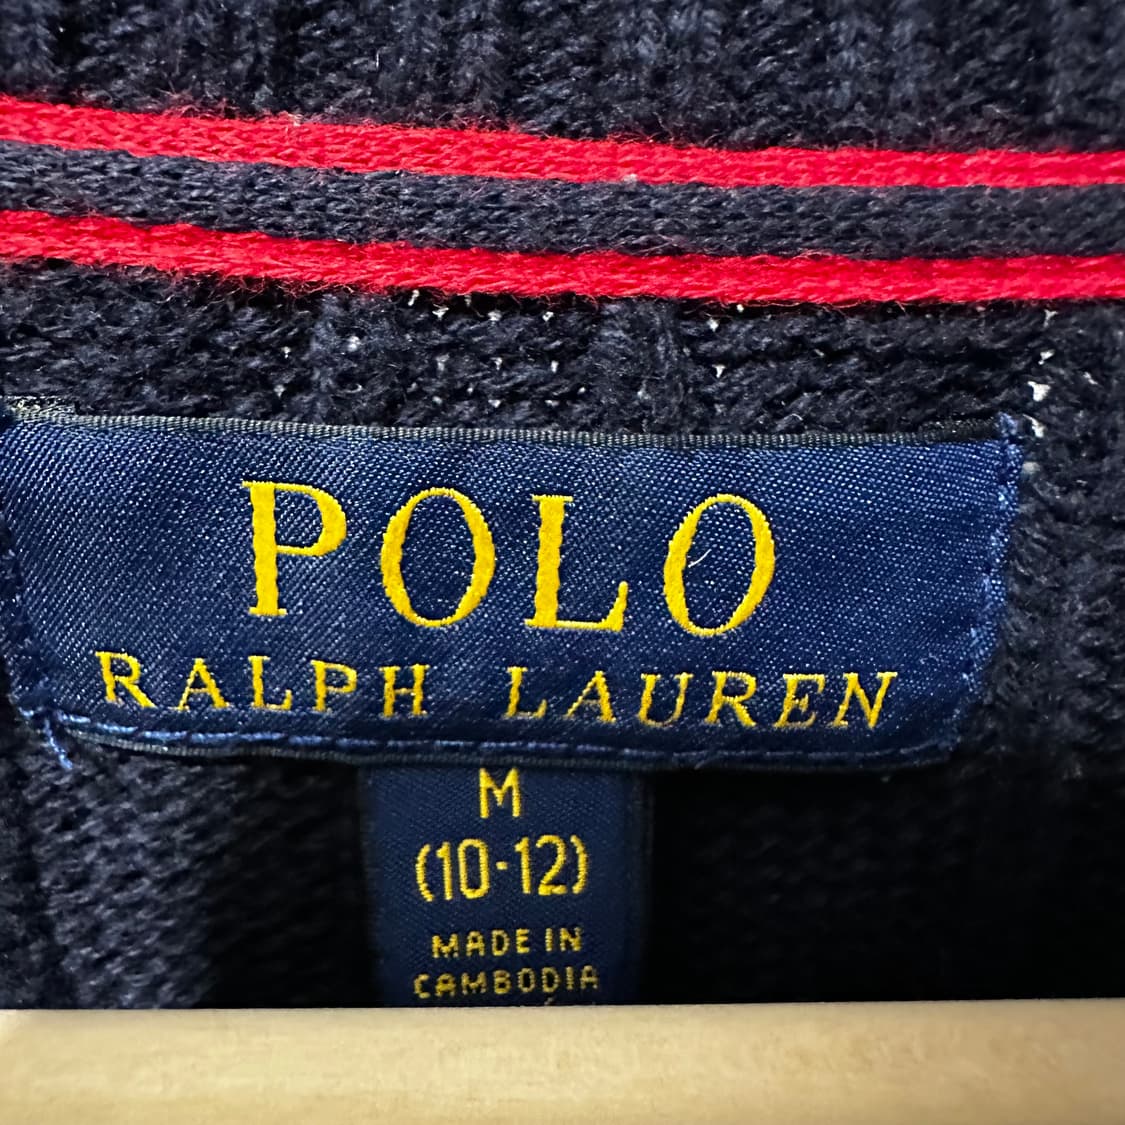 POLO
RALPH LAUREN
M
(10-12)
MADE IN
CAMBODIA